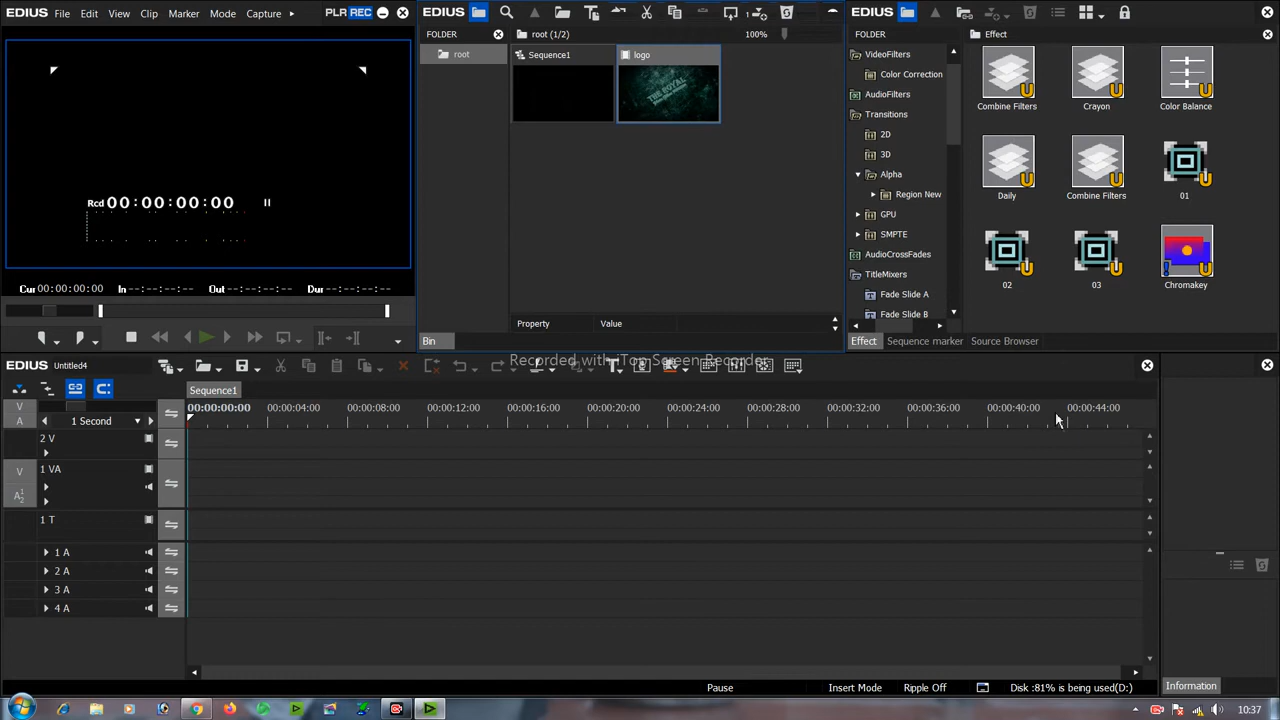 EDIUS File Edit View Clip Marker Mode Capture PLR REC
Rcd 00:00:00:00
Cur 00:00:00:00 In --:--:--:-- Out --:--:--:-- Dur --:--:--:--
EDIUS
FOLDER
root (1/2) 100%
root
Sequence1
logo
THE ROYAL
Property Value
Bin
EDIUS
FOLDER
Effect
VideoFilters
Color Correction
AudioFilters
Transitions
2D
3D
Alpha
Region New
GPU
SMPTE
AudioCrossFades
TitleMixers
Fade Slide A
Fade Slide B
Combine Filters Crayon Color Balance
Daily Combine Filters 01
02 03 Chromakey
Effect Sequence marker Source Browser
Recorded with iTop Screen Recorder
EDIUS Untitled4
Sequence1
00:00:00:00 00:00:04:00 00:00:08:00 00:00:12:00 00:00:16:00 00:00:20:00 00:00:24:00 00:00:28:00 00:00:32:00 00:00:36:00 00:00:40:00 00:00:44:00
V
A
1 Second
2 V
V
1 VA
A
1
2
1 T
1 A
2 A
3 A
4 A
Information
Pause Insert Mode Ripple Off Disk :81% is being used(D:)
10:37